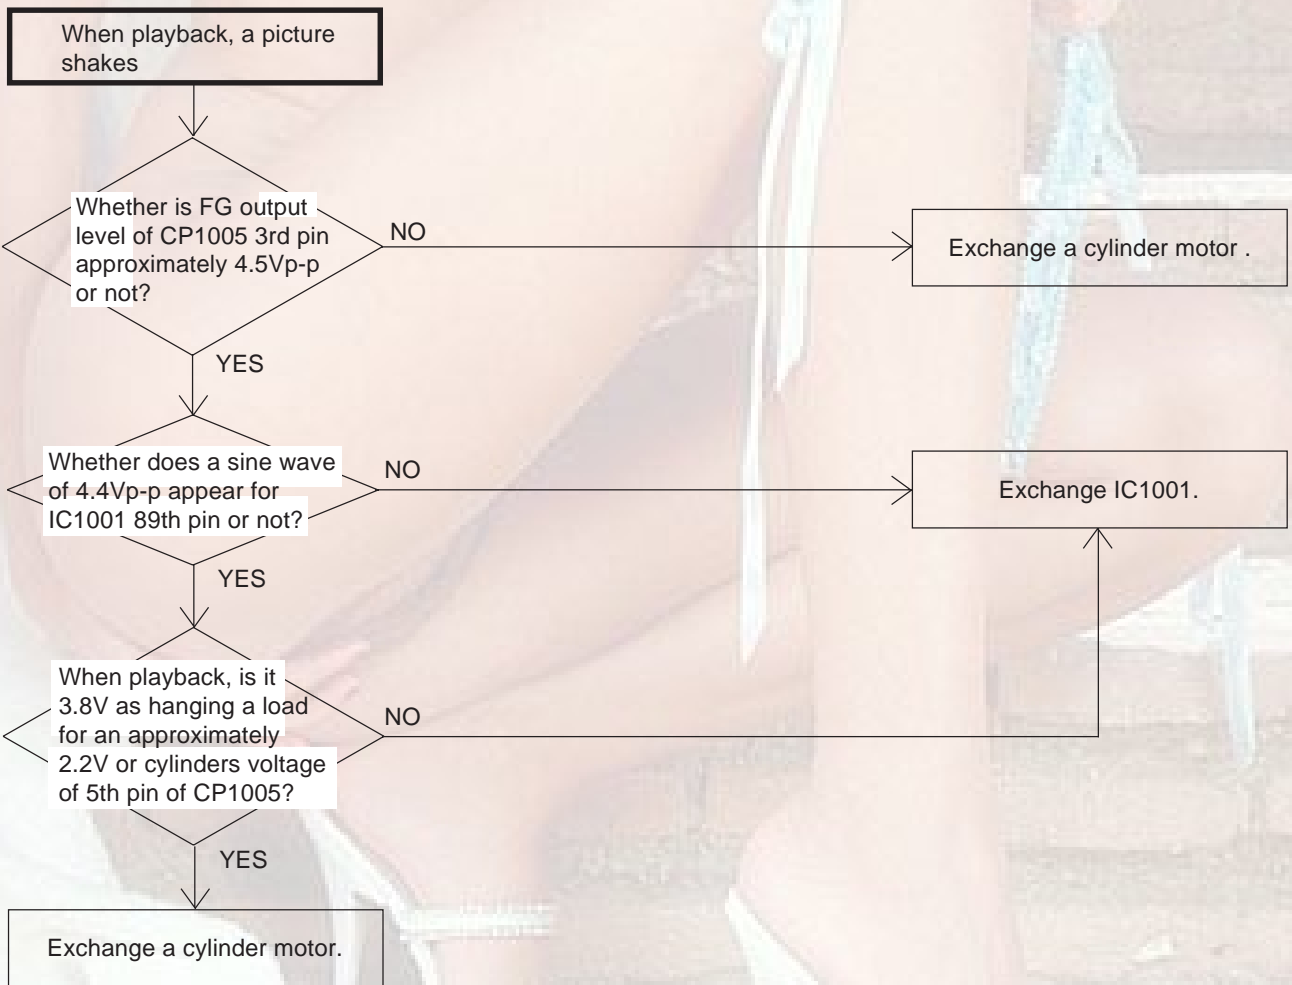 When playback, a picture
shakes
Whether is FG output
level of CP1005 3rd pin
approximately 4.5Vp-p
or not?
NO
Exchange a cylinder motor .
YES
Whether does a sine wave
of 4.4Vp-p appear for
IC1001 89th pin or not?
NO
Exchange IC1001.
YES
When playback, is it
3.8V as hanging a load
for an approximately
2.2V or cylinders voltage
of 5th pin of CP1005?
NO
YES
Exchange a cylinder motor.